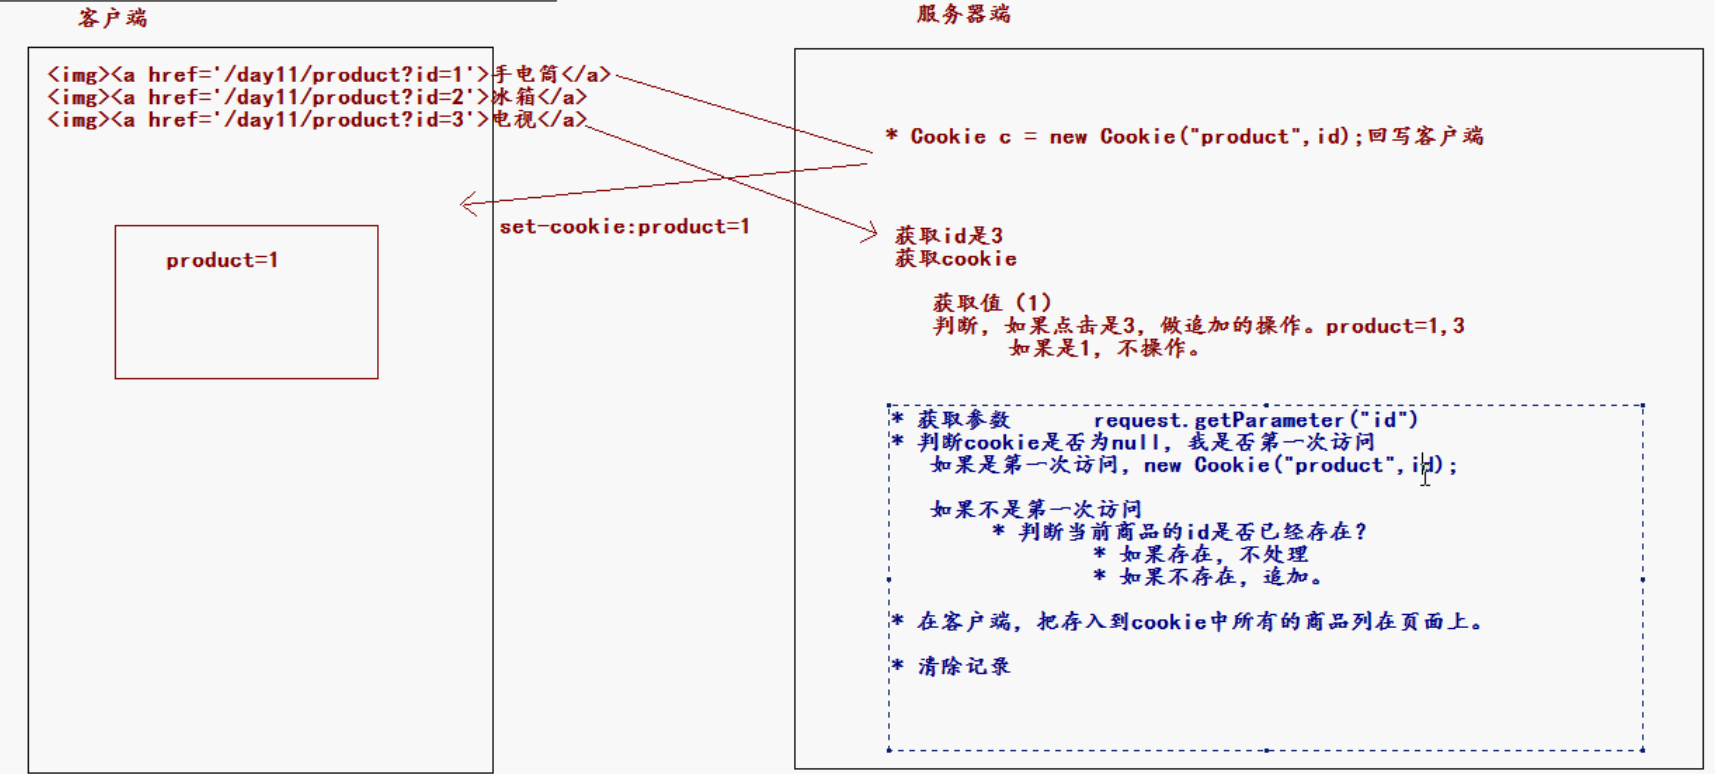 客户端
<img><a href='/day11/product?id=1'>手电筒</a>
<img><a href='/day11/product?id=2'>冰箱</a>
<img><a href='/day11/product?id=3'>电视</a>
product=1
set-cookie:product=1
服务器端
* Cookie c = new Cookie("product",id);回写客户端
获取id是3
获取cookie
获取值（1）
判断，如果点击是3，做追加的操作。product=1,3
如果是1，不操作。
* 获取参数 request.getParameter("id")
* 判断cookie是否为null，我是否第一次访问
如果是第一次访问，new Cookie("product",id);
如果不是第一次访问
* 判断当前商品的id是否已经存在？
* 如果存在，不处理
* 如果不存在，追加。
* 在客户端，把存入到cookie中所有的商品列在页面上。
* 清除记录